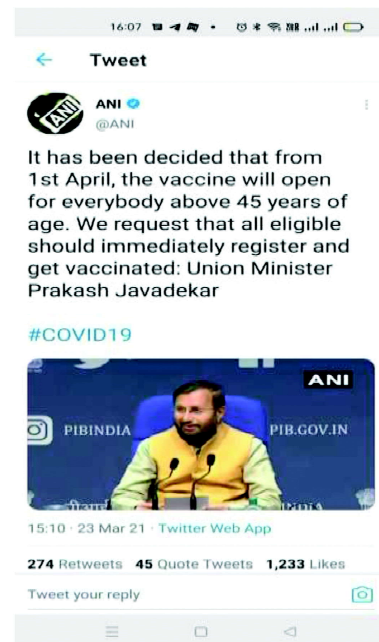 16:07
Tweet
ANI
ANI
@ANI
It has been decided that from
1st April, the vaccine will open
for everybody above 45 years of
age. We request that all eligible
should immediately register and
get vaccinated: Union Minister
Prakash Javadekar
#COVID19
ANI
PIBINDIA
PIB.GOV.IN
15:10 · 23 Mar 21 · Twitter Web App
274 Retweets 45 Quote Tweets 1,233 Likes
Tweet your reply